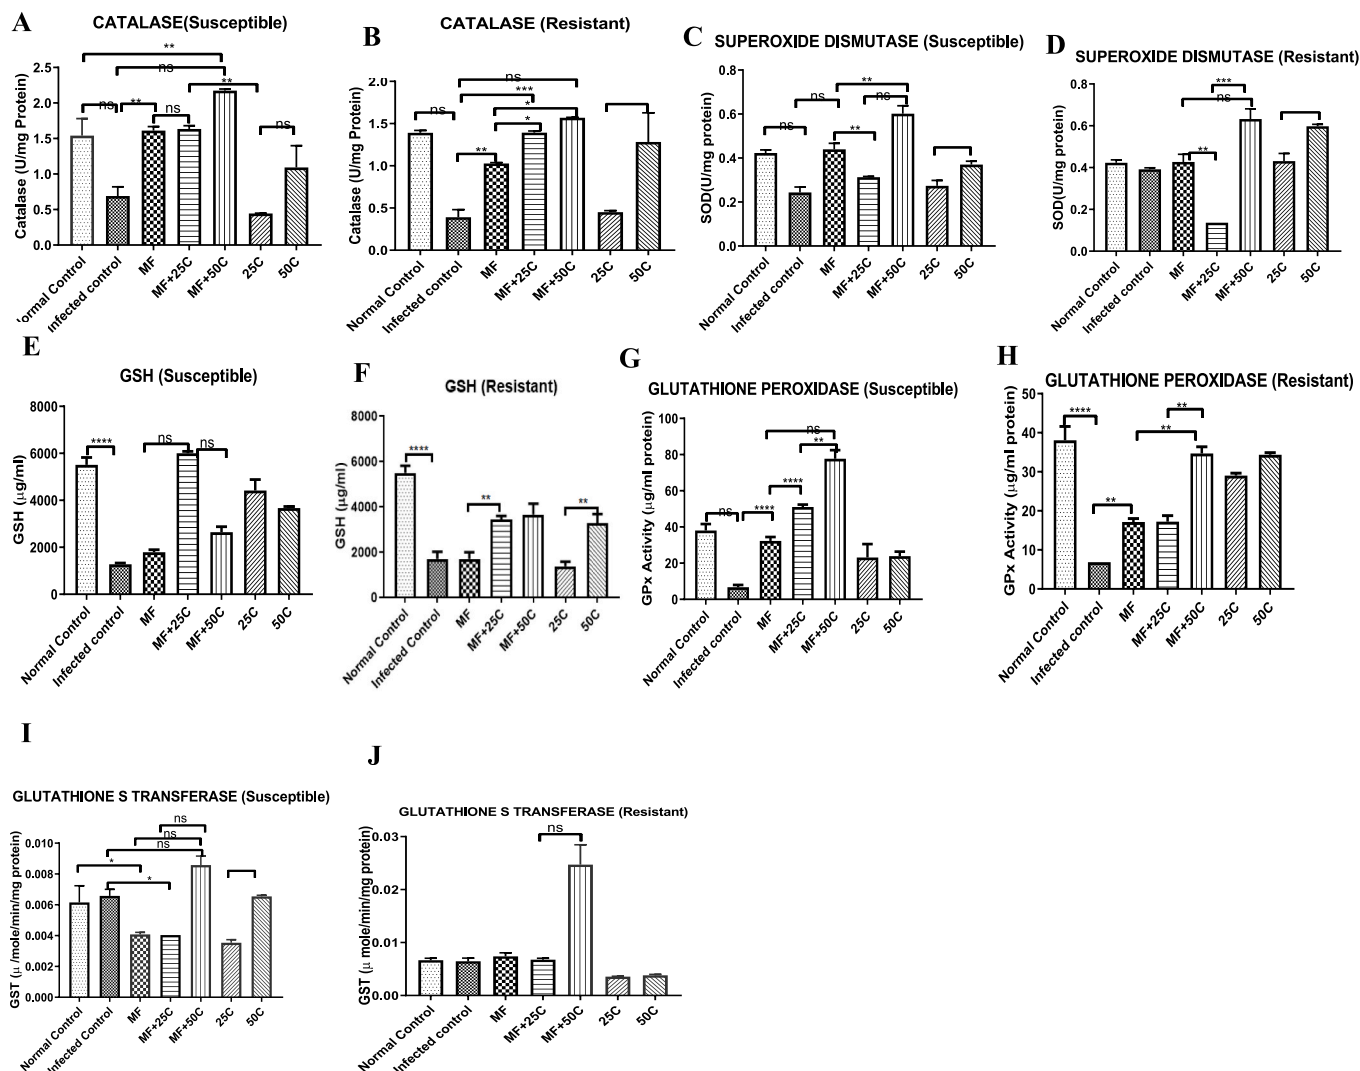 A
CATALASE(Susceptible)
Catalase (U/mg Protein)
2.5
2.0
1.5
1.0
0.5
0.0
**
ns
ns
**
ns
**
ns
Normal Control
Infected control
MF
MF+25C
MF+50C
25C
50C
B
CATALASE (Resistant)
Catalase (U/mg Protein)
2.0
1.5
1.0
0.5
0.0
ns
***
*
ns
*
**
Normal Control
Infected control
MF
MF+25C
MF+50C
25C
50C
C
SUPEROXIDE DISMUTASE (Susceptible)
SOD(U/mg protein)
0.8
0.6
0.4
0.2
0.0
**
ns
ns
**
ns
Normal Control
Infected control
MF
MF+25C
MF+50C
25C
50C
D
SUPEROXIDE DISMUTASE (Resistant)
SOD(U/mg protein)
0.8
0.6
0.4
0.2
0.0
***
ns
**
Normal Control
Infected control
MF
MF+25C
MF+50C
25C
50C
E
GSH (Susceptible)
GSH (μg/ml)
8000
6000
4000
2000
0
****
ns
ns
Normal Control
Infected control
MF
MF+25C
MF+50C
25C
50C
F
GSH (Resistant)
GSH (μg/ml)
8000
6000
4000
2000
0
****
**
**
Normal Control
Infected Control
MF
MF+25C
MF+50C
25C
50C
G
GLUTATHIONE PEROXIDASE (Susceptible)
GPx Activity (μg/ml protein)
100
80
60
40
20
0
ns
**
****
ns
****
Normal Control
Infected control
MF
MF+25C
MF+50C
25C
50C
H
GLUTATHIONE PEROXIDASE (Resistant)
GPx Activity (μg/ml protein)
50
40
30
20
10
0
****
**
**
**
Normal Control
Infected control
MF
MF+25C
MF+50C
25C
50C
I
GLUTATHIONE S TRANSFERASE (Susceptible)
GST (μ /mole/min/mg protein)
0.010
0.008
0.006
0.004
0.002
0.000
ns
ns
ns
*
*
Normal Control
Infected Control
MF
MF+25C
MF+50C
25C
50C
J
GLUTATHIONE S TRANSFERASE (Resistant)
GST (μ mole/min/mg protein)
0.03
0.02
0.01
0.00
ns
Normal Control
Infected control
MF
MF+25C
MF+50C
25C
50C